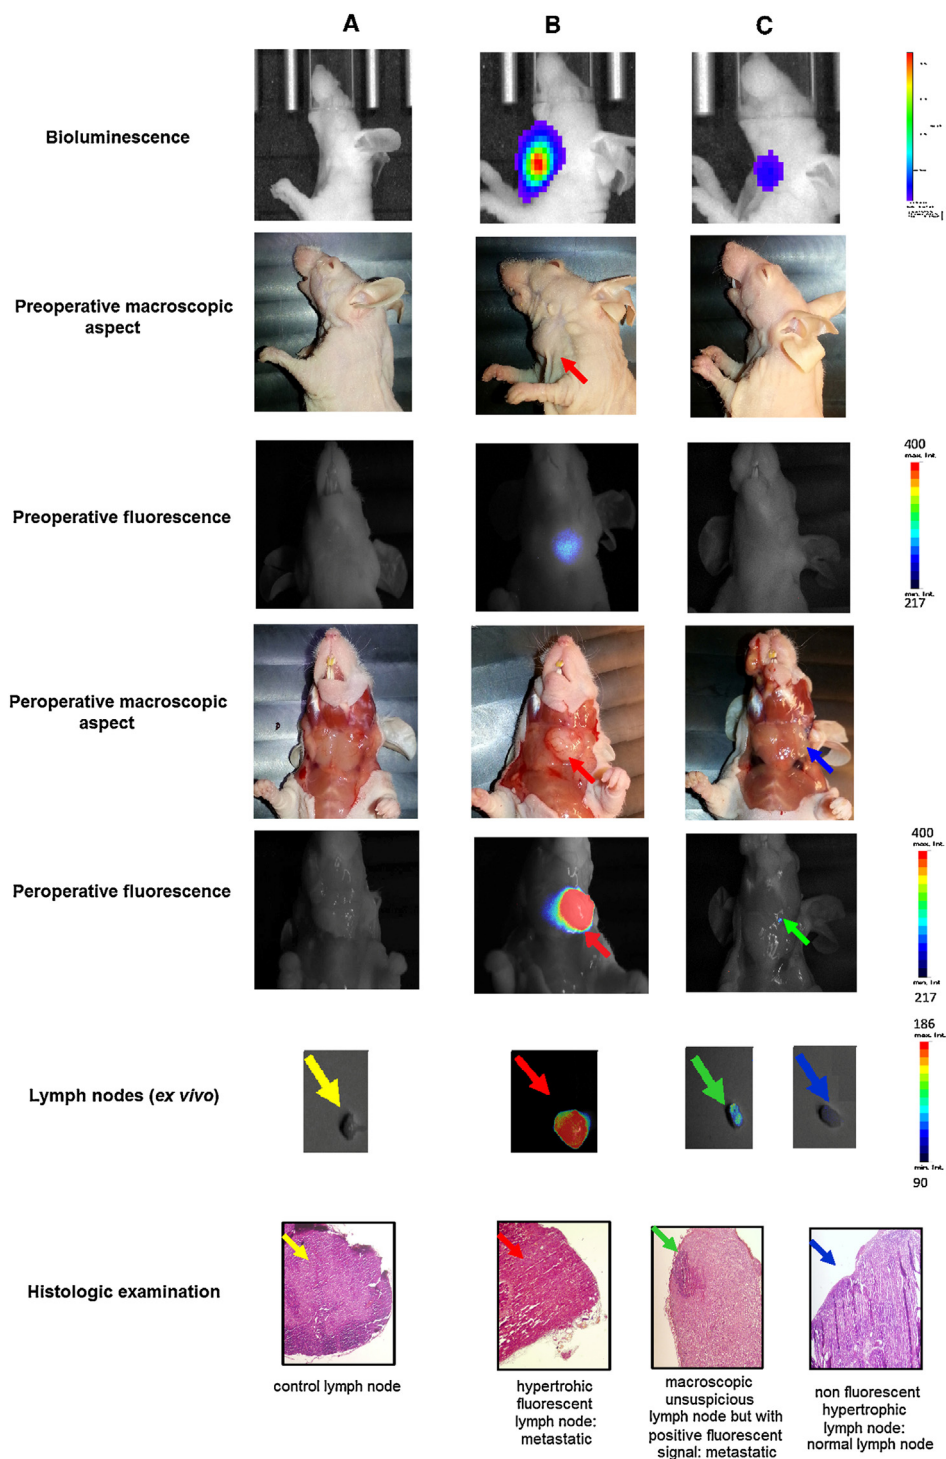 A
B
C
Bioluminescence
Preoperative macroscopic
aspect
400
max. Int.
Preoperative fluorescence
min. Int.
217
Peroperative macroscopic
aspect
400
max. Int.
Peroperative fluorescence
min. Int.
217
186
max. Int.
Lymph nodes (ex vivo)
min. Int.
90
Histologic examination
control lymph node
hypertrohic
fluorescent
lymph node:
metastatic
macroscopic
unsuspicious
lymph node but with
positive fluorescent
signal: metastatic
non fluorescent
hypertrophic
lymph node:
normal lymph node